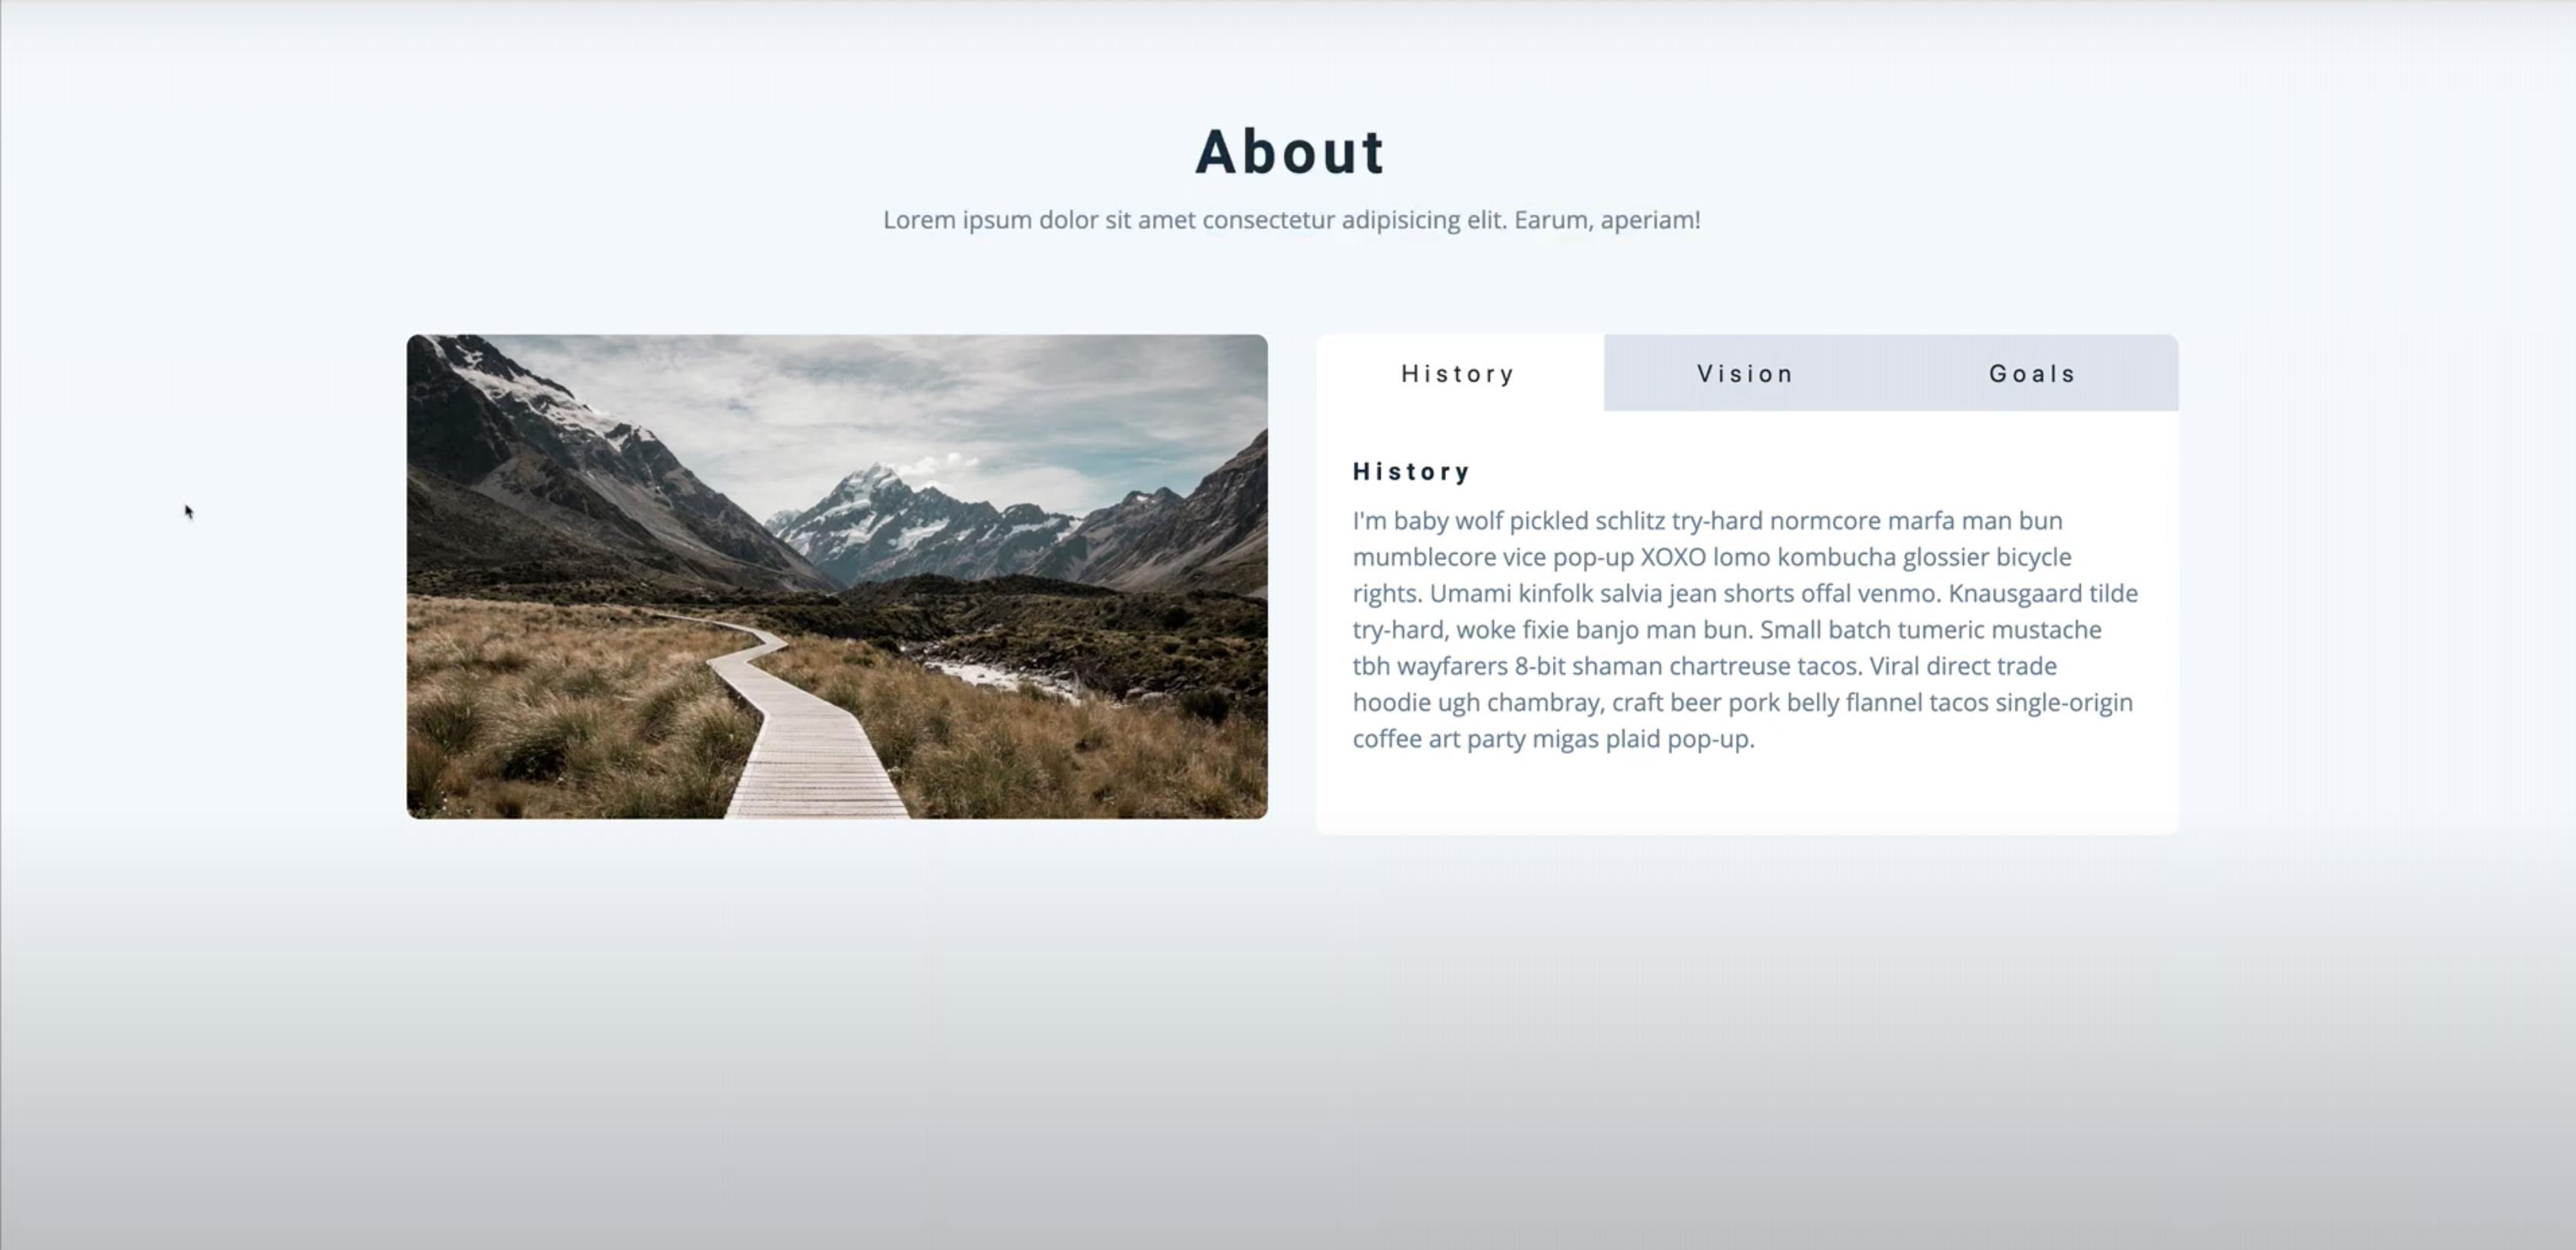 About
Lorem ipsum dolor sit amet consectetur adipisicing elit. Earum, aperiam!
History
Vision
Goals
History
I'm baby wolf pickled schlitz try-hard normcore marfa man bun
mumblecore vice pop-up XOXO lomo kombucha glossier bicycle
rights. Umami kinfolk salvia jean shorts offal venmo. Knausgaard tilde
try-hard, woke fixie banjo man bun. Small batch tumeric mustache
tbh wayfarers 8-bit shaman chartreuse tacos. Viral direct trade
hoodie ugh chambray, craft beer pork belly flannel tacos single-origin
coffee art party migas plaid pop-up.